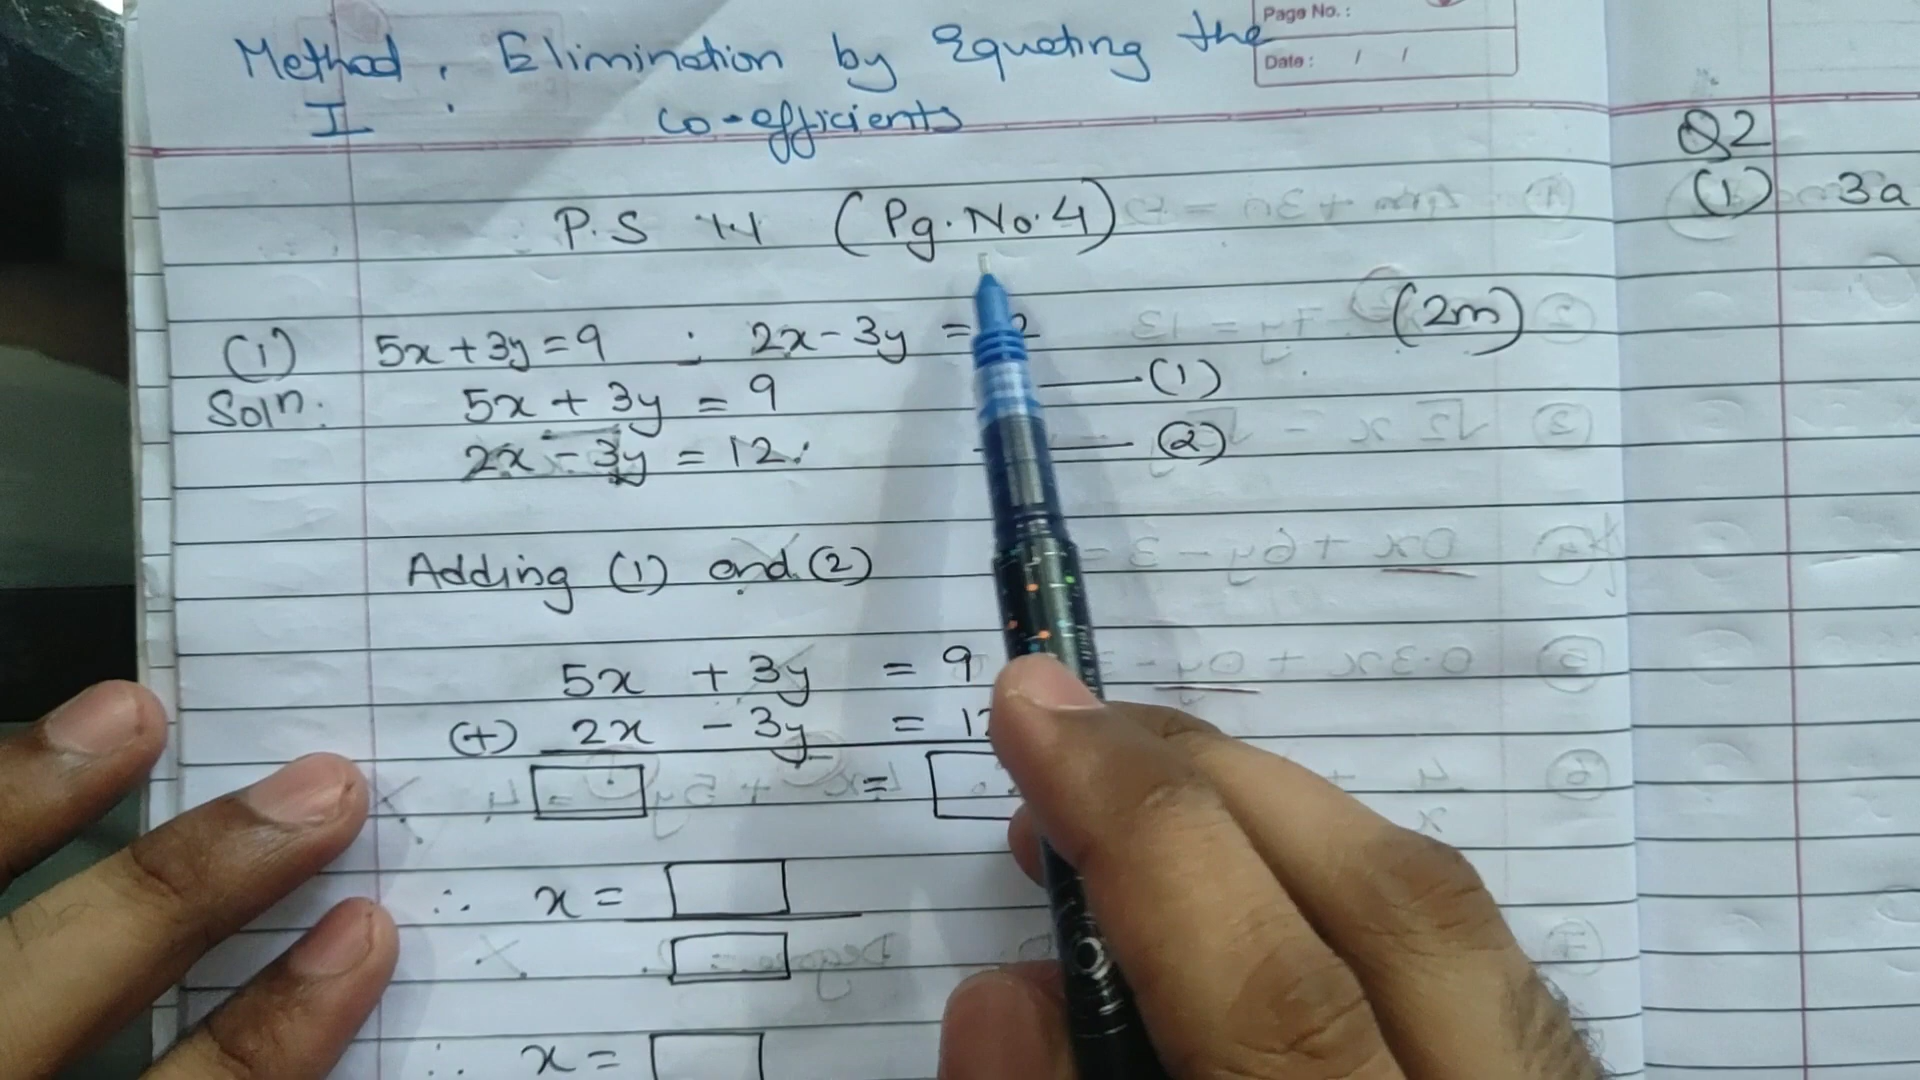 Page No. :
Date : / /
Method : Elimination by Equating the
I co-efficients
P.S 1.1 (Pg. No. 4)
(1) 5x + 3y = 9 ; 2x - 3y = (2m)
Soln. 5x + 3y = 9 —— (1)
2x - 3y = 12 —— (2)
Adding (1) and (2)
5x + 3y = 9
(+) 2x - 3y = 12
=
∴ x =
∴ x =
Q2
(1) 3a